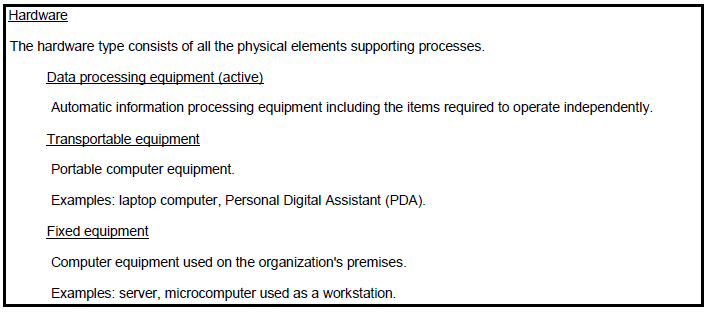 Hardware
The hardware type consists of all the physical elements supporting processes.
Data processing equipment (active)
Automatic information processing equipment including the items required to operate independently.
Transportable equipment
Portable computer equipment.
Examples: laptop computer, Personal Digital Assistant (PDA).
Fixed equipment
Computer equipment used on the organization's premises.
Examples: server, microcomputer used as a workstation.